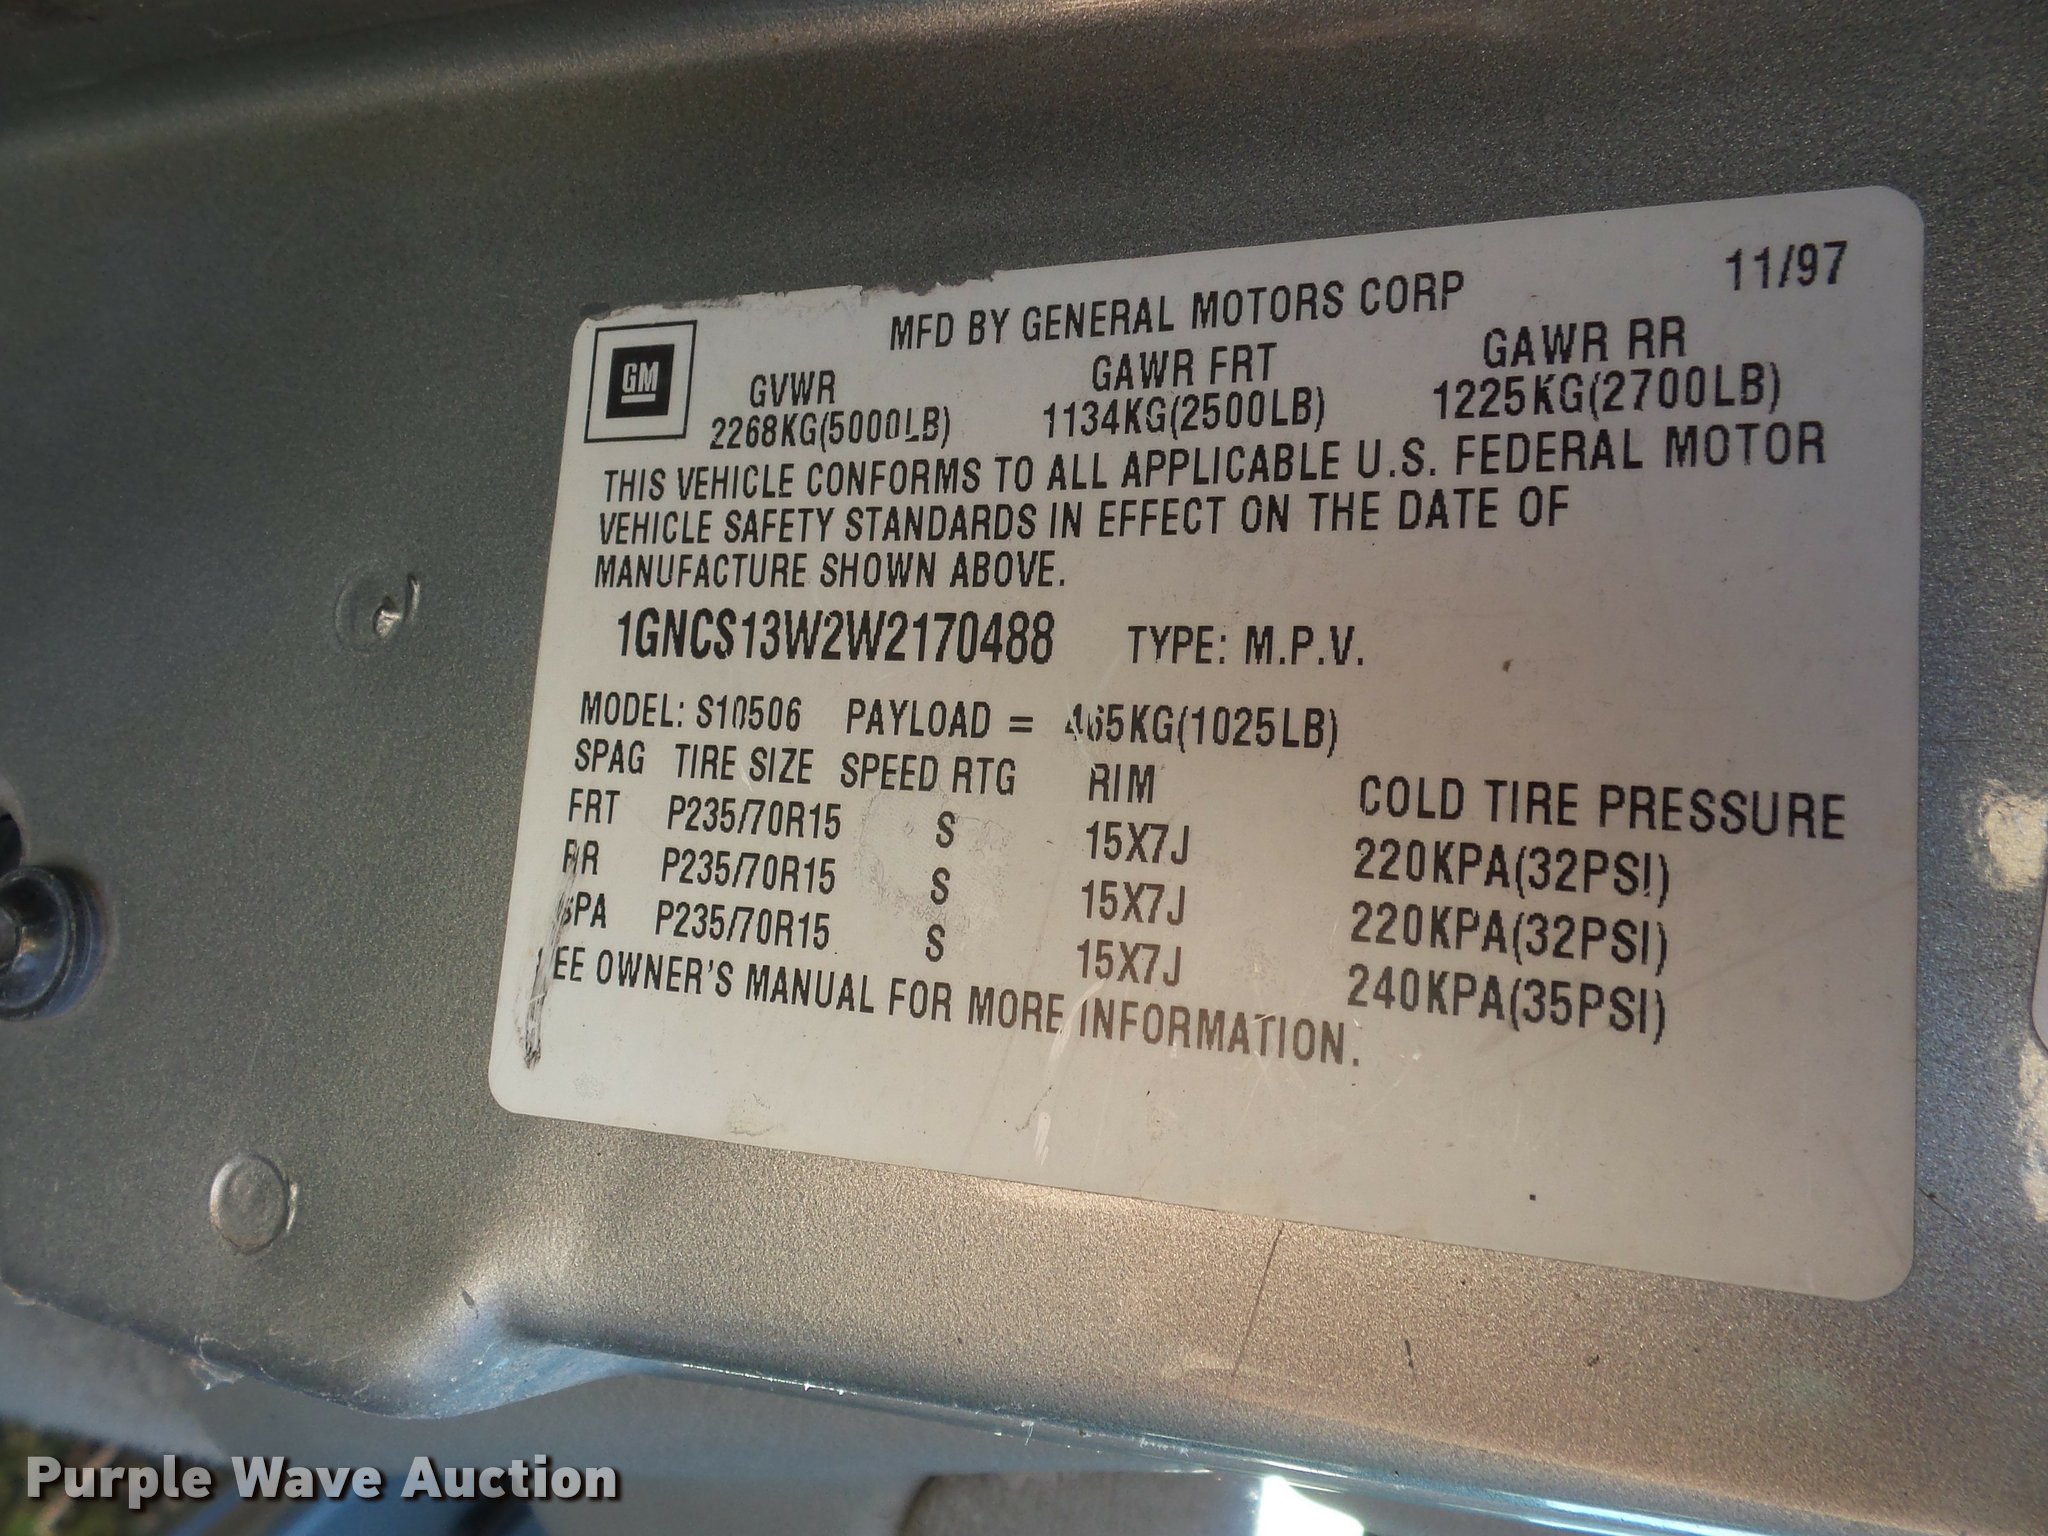 11/97
MFD BY GENERAL MOTORS CORP
GM
GVWR GAWR FRT GAWR RR
2268KG(5000LB) 1134KG(2500LB) 1225KG(2700LB)
THIS VEHICLE CONFORMS TO ALL APPLICABLE U.S. FEDERAL MOTOR
VEHICLE SAFETY STANDARDS IN EFFECT ON THE DATE OF
MANUFACTURE SHOWN ABOVE.
1GNCS13W2W2170488 TYPE: M.P.V.
MODEL: S10506 PAYLOAD = 465KG(1025LB)
SPAG TIRE SIZE SPEED RTG RIM COLD TIRE PRESSURE
FRT P235/70R15 S 15X7J 220KPA(32PSI)
RR P235/70R15 S 15X7J 220KPA(32PSI)
SPA P235/70R15 S 15X7J 240KPA(35PSI)
SEE OWNER'S MANUAL FOR MORE INFORMATION.
Purple Wave Auction